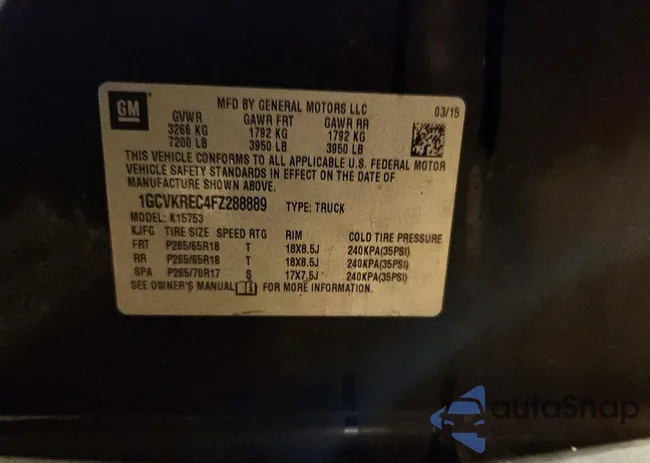 GM
MFD BY GENERAL MOTORS LLC
03/15
GVWR GAWR FRT GAWR RR
3266 KG 1792 KG 1792 KG
7200 LB 3950 LB 3950 LB
THIS VEHICLE CONFORMS TO ALL APPLICABLE U.S. FEDERAL MOTOR
VEHICLE SAFETY STANDARDS IN EFFECT ON THE DATE OF
MANUFACTURE SHOWN ABOVE.
1GCVKREC4FZ288889 TYPE: TRUCK
MODEL: K15753
KJFG TIRE SIZE SPEED RTG RIM COLD TIRE PRESSURE
FRT P265/65R18 T 18X8.5J 240KPA(35PSI)
RR P265/65R18 T 18X8.5J 240KPA(35PSI)
SPA P265/70R17 S 17X7.5J 240KPA(35PSI)
SEE OWNER'S MANUAL FOR MORE INFORMATION.
autoSnap